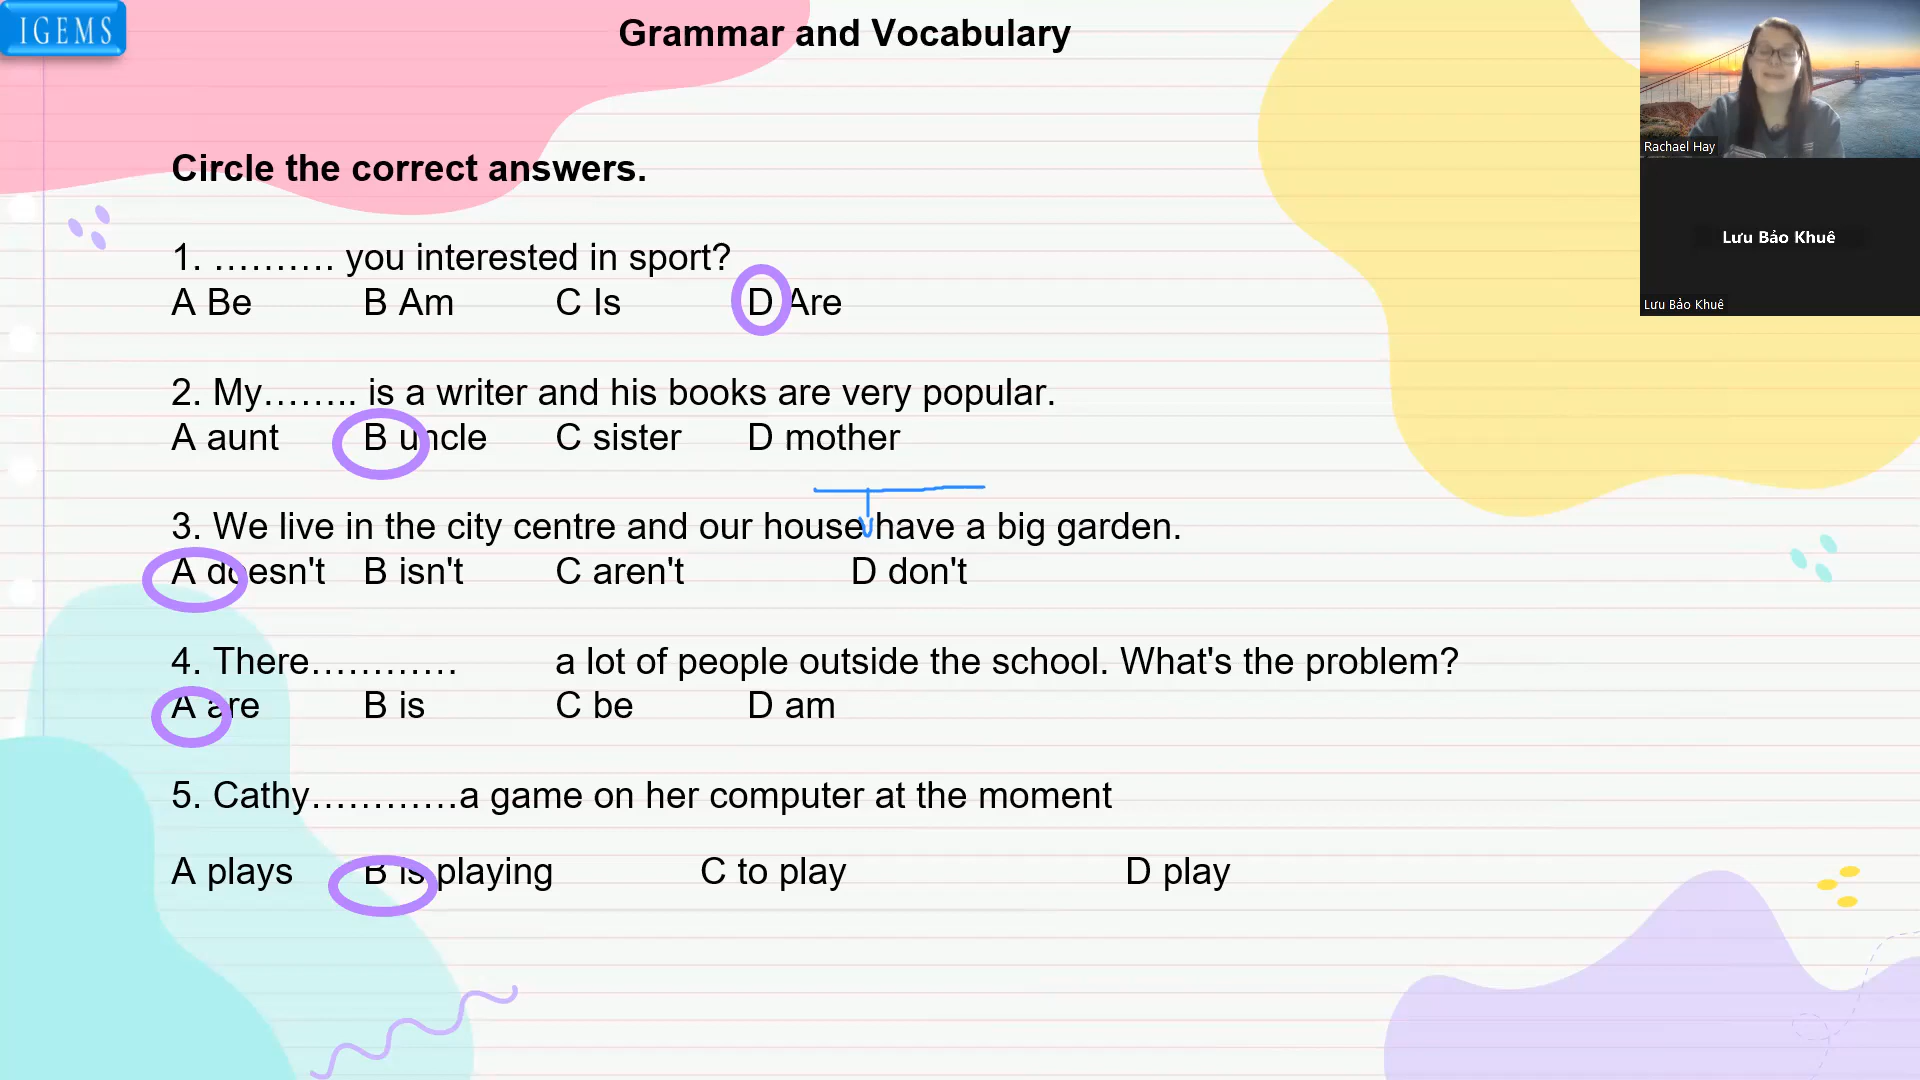 IGEMS
Grammar and Vocabulary
Circle the correct answers.
1. ………. you interested in sport?
A Be B Am C Is D Are
2. My…….. is a writer and his books are very popular.
A aunt B uncle C sister D mother
3. We live in the city centre and our house have a big garden.
A doesn't B isn't C aren't D don't
4. There………… a lot of people outside the school. What's the problem?
A are B is C be D am
5. Cathy…………a game on her computer at the moment
A plays B is playing C to play D play
Rachael Hay
Lưu Bảo Khuê
Lưu Bảo Khuê